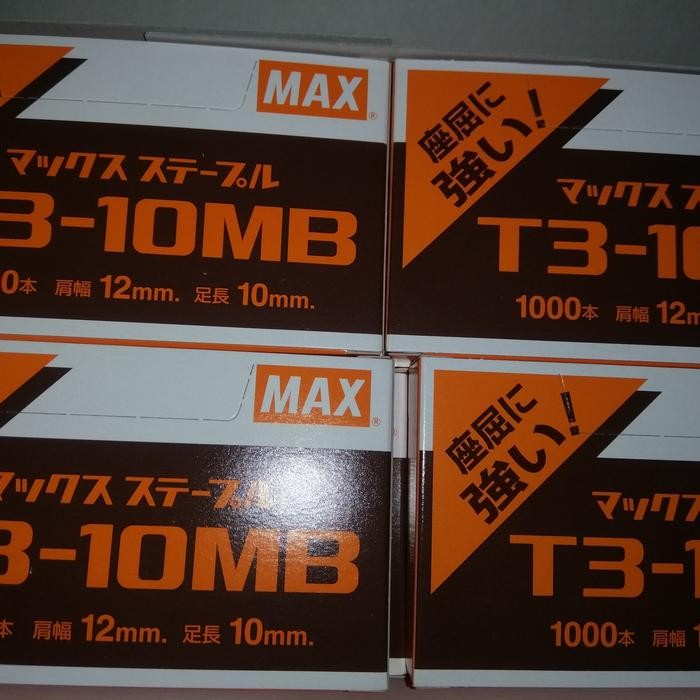 MAX®
マックス ステープル
3-10MB
0本 肩幅 12mm. 足長 10mm.
座屈に
強い!
マックス ス
T3-10
1000本 肩幅 12m
MAX®
マックス ステープル
3-10MB
本 肩幅 12mm. 足長 10mm.
座屈に
強い!
マックス
T3-1
1000本 肩幅 1